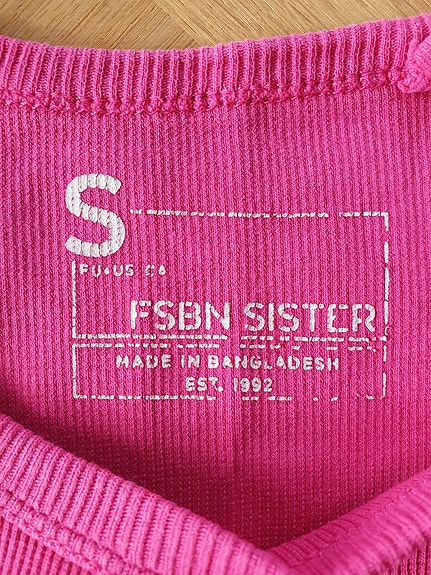 S
EU•US CA
FSBN SISTER
MADE IN BANGLADESH
EST. 1992